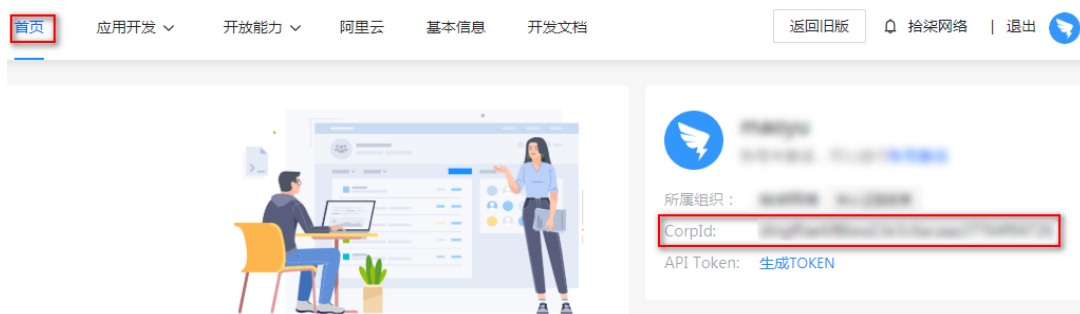 首页 应用开发 开放能力 阿里云 基本信息 开发文档 返回旧版 拾柒网络 | 退出
所属组织：
CorpId:
API Token: 生成TOKEN